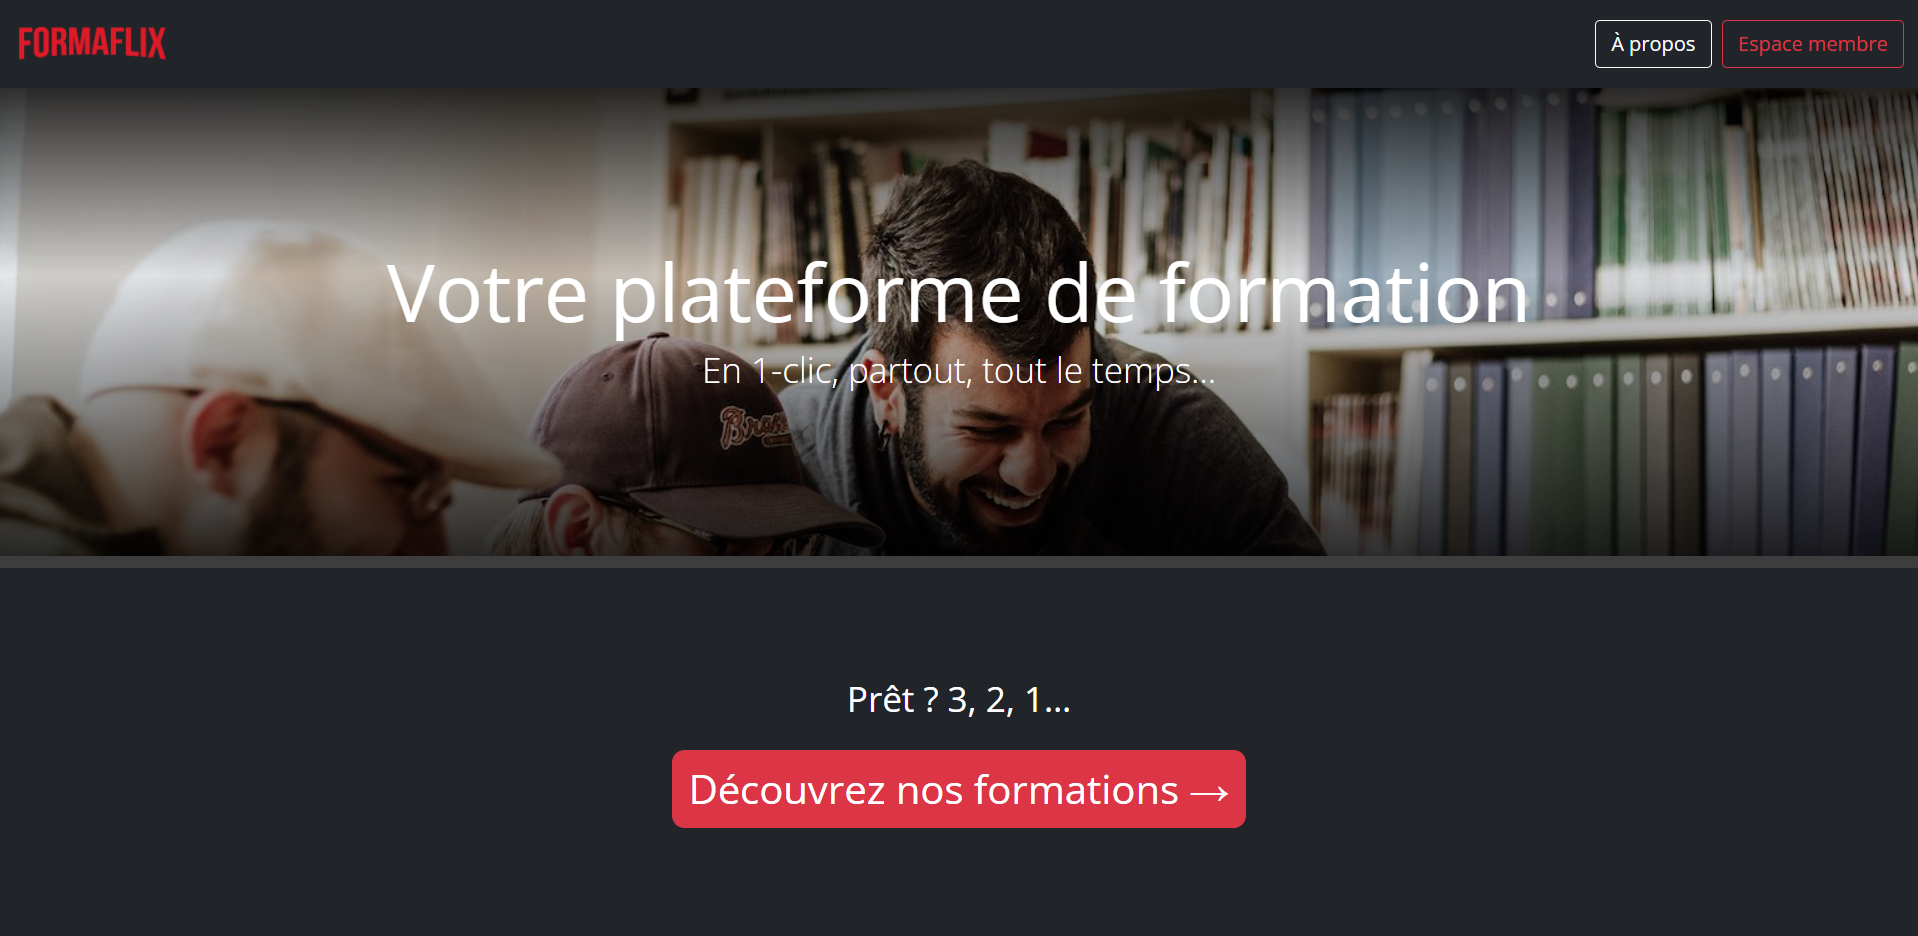 FORMAFLIX
À propos
Espace membre
Votre plateforme de formation
En 1-clic, partout, tout le temps...
Prêt ? 3, 2, 1...
Découvrez nos formations →